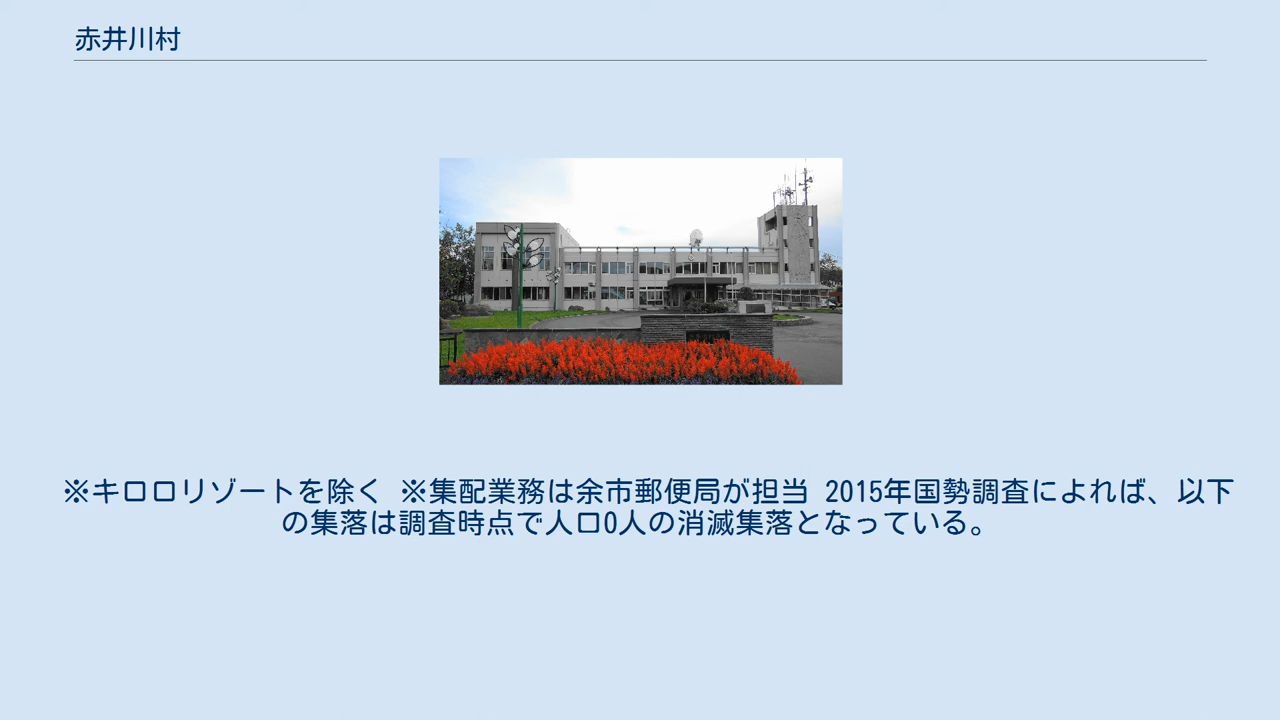 赤井川村
※キロロリゾートを除く ※集配業務は余市郵便局が担当 2015年国勢調査によれば、以下
の集落は調査時点で人口0人の消滅集落となっている。